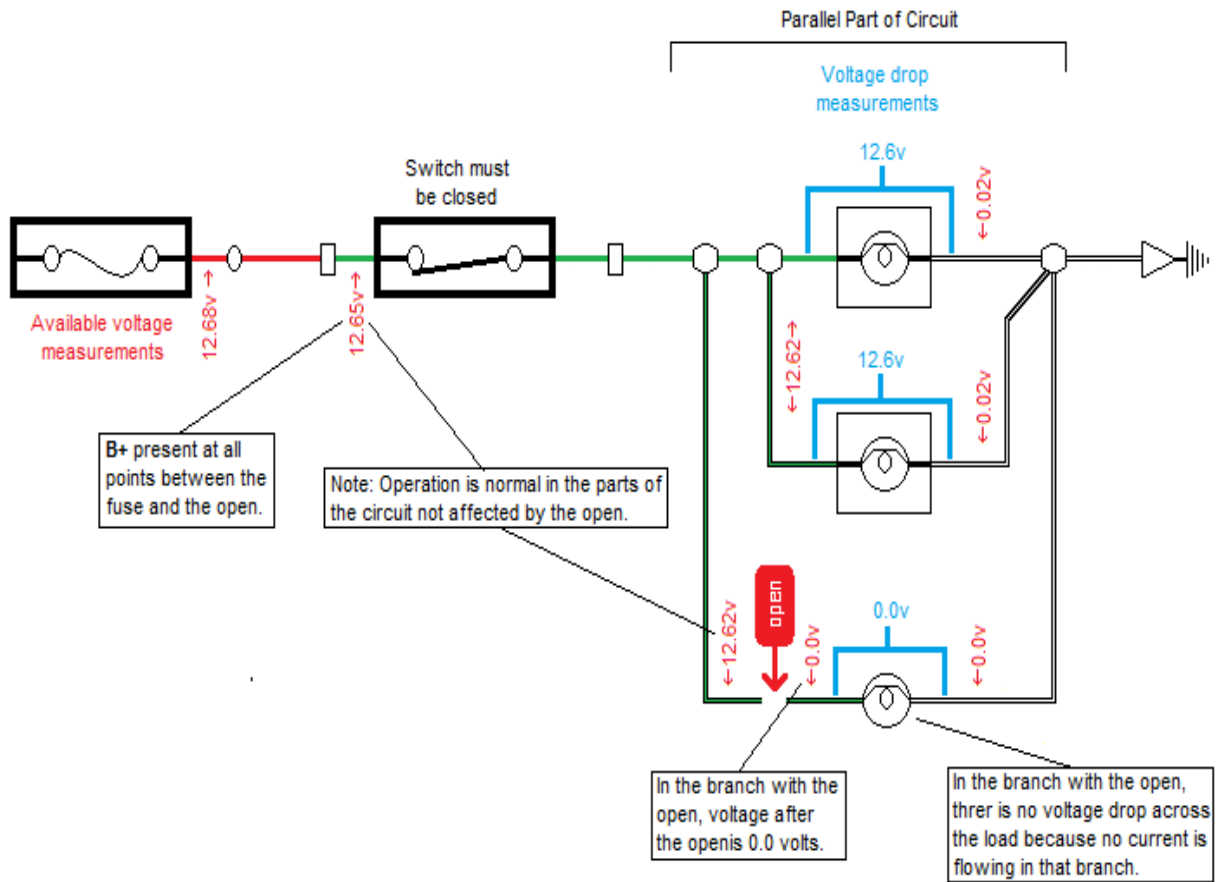 Parallel Part of Circuit
Voltage drop
measurements
Switch must
be closed
12.6v
←0.02v
Available voltage
measurements
12.68v→
12.65v→
←12.62→
12.6v
←0.02v
B+ present at all
points between the
fuse and the open.
Note: Operation is normal in the parts of
the circuit not affected by the open.
←12.62v
open
←0.0v
0.0v
←0.0v
In the branch with the
open, voltage after
the openis 0.0 volts.
In the branch with the open,
threr is no voltage drop across
the load because no current is
flowing in that branch.